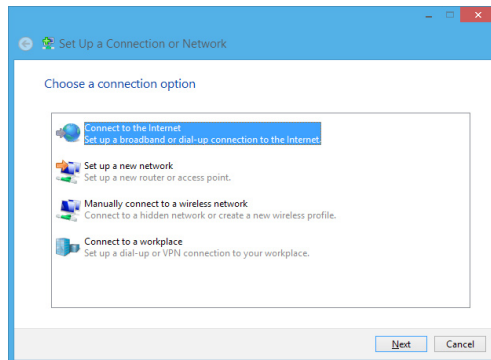 Set Up a Connection or Network
Choose a connection option
Connect to the Internet
Set up a broadband or dial-up connection to the Internet.
Set up a new network
Set up a new router or access point.
Manually connect to a wireless network
Connect to a hidden network or create a new wireless profile.
Connect to a workplace
Set up a dial-up or VPN connection to your workplace.
Next Cancel